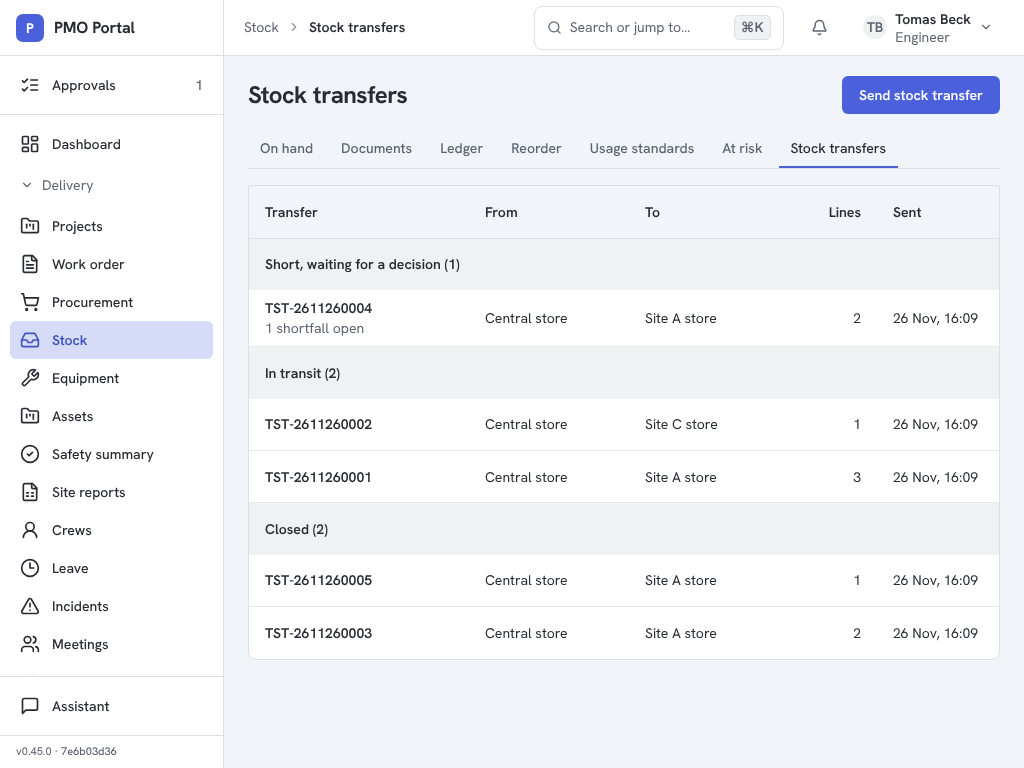 P PMO Portal
Approvals 1
Dashboard
Delivery
Projects
Work order
Procurement
Stock
Equipment
Assets
Safety summary
Site reports
Crews
Leave
Incidents
Meetings
Assistant
v0.45.0 · 7e6b03d36
Stock > Stock transfers
Search or jump to... ⌘K
TB Tomas Beck
Engineer
Stock transfers
Send stock transfer
On hand Documents Ledger Reorder Usage standards At risk Stock transfers
Transfer From To Lines Sent
Short, waiting for a decision (1)
TST-2611260004 Central store Site A store 2 26 Nov, 16:09
1 shortfall open
In transit (2)
TST-2611260002 Central store Site C store 1 26 Nov, 16:09
TST-2611260001 Central store Site A store 3 26 Nov, 16:09
Closed (2)
TST-2611260005 Central store Site A store 1 26 Nov, 16:09
TST-2611260003 Central store Site A store 2 26 Nov, 16:09